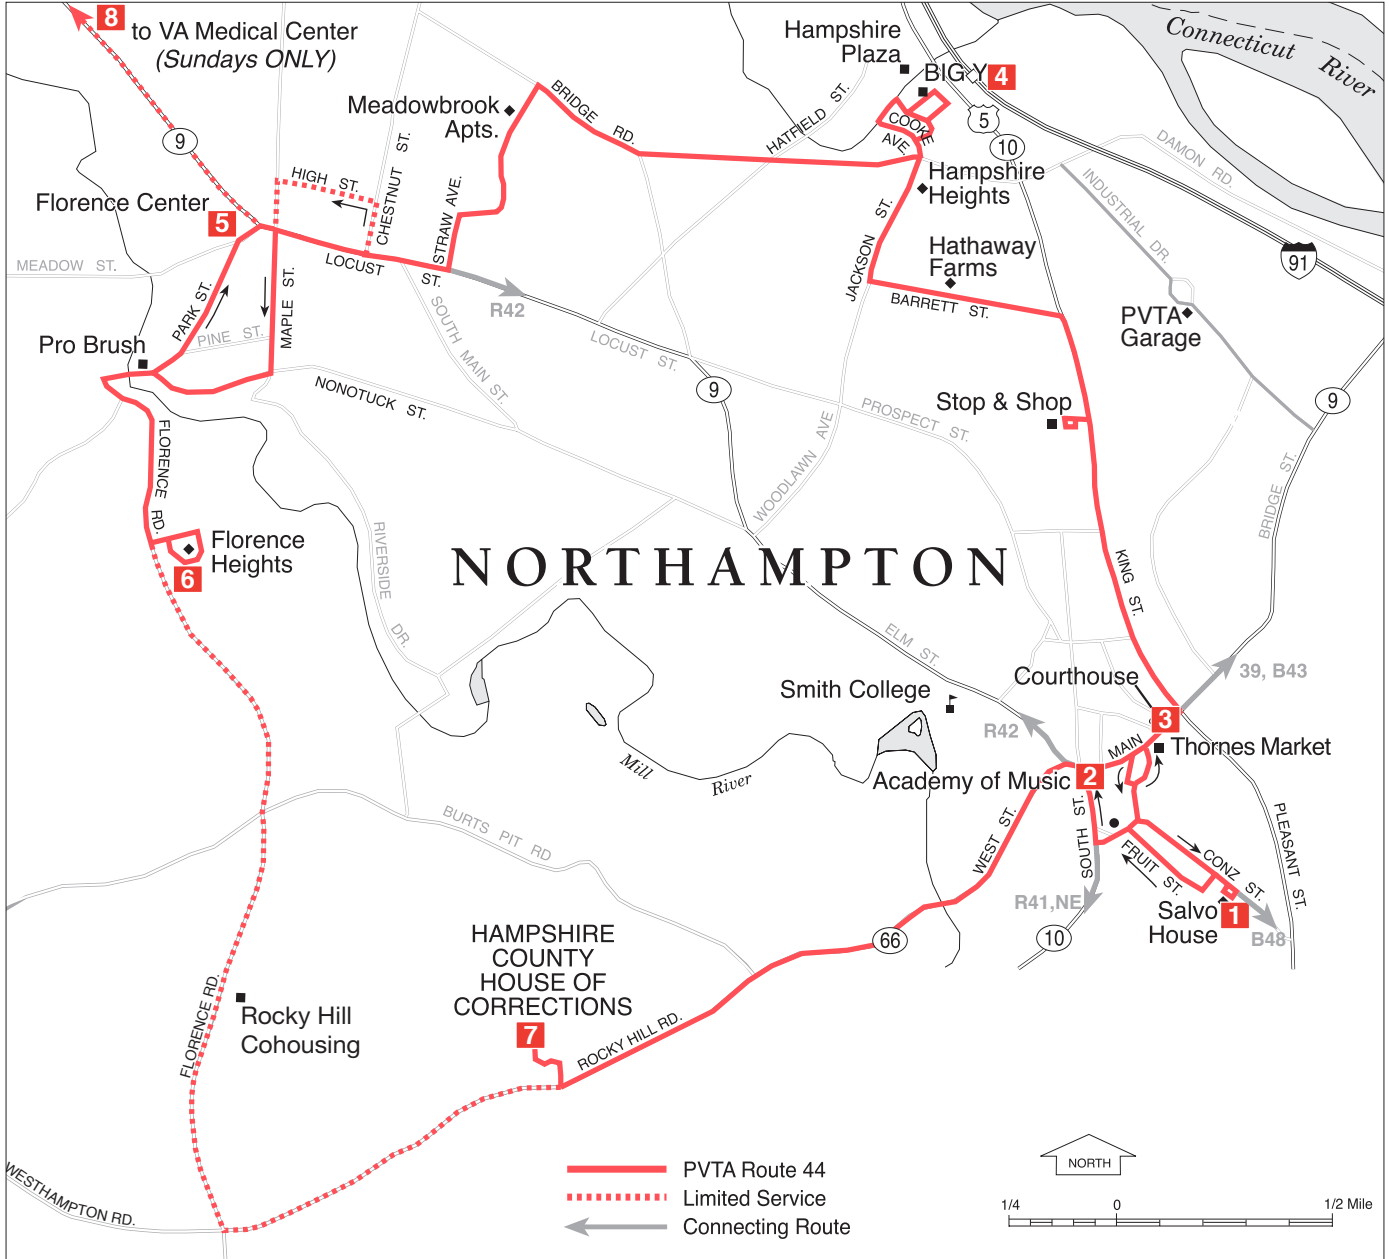 8
to VA Medical Center
(Sundays ONLY)
Hampshire
Plaza
Connecticut River
BIG Y
4
5
10
Meadowbrook
Apts.
BRIDGE RD.
HATFIELD ST.
COOKE
AVE
DAMON RD.
9
CHESTNUT ST.
HIGH ST.
INDUSTRIAL DR.
Hampshire
Heights
Florence Center
5
STRAW AVE.
JACKSON ST.
Hathaway
Farms
91
MEADOW ST.
LOCUST ST.
R42
BARRETT ST.
PARK ST.
MAPLE ST.
PINE ST.
SOUTH MAIN ST.
LOCUST ST.
PVTA
Garage
Pro Brush
NONOTUCK ST.
9
Stop & Shop
9
PROSPECT ST.
WOODLAWN AVE
FLORENCE RD.
BRIDGE ST.
Florence
Heights
6
RIVERSIDE DR.
NORTHAMPTON
KING ST.
ELM ST.
Courthouse
39, B43
Smith College
R42
3
MAIN
Thornes Market
Mill River
Academy of Music
2
SOUTH ST.
WEST ST.
PLEASANT ST.
BURTS PIT RD
FRUIT ST.
CONZ ST.
R41,NE
Salvo
House
1
B48
10
66
HAMPSHIRE
COUNTY
HOUSE OF
CORRECTIONS
7
FLORENCE RD.
Rocky Hill
Cohousing
ROCKY HILL RD.
WESTHAMPTON RD.
PVTA Route 44
Limited Service
Connecting Route
NORTH
1/4 0 1/2 Mile